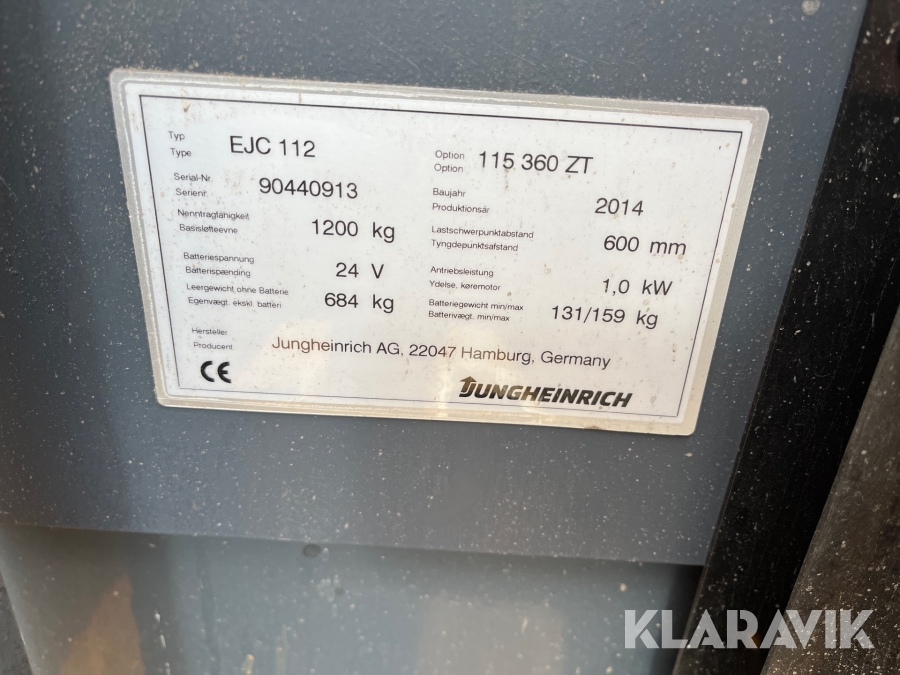 Typ
Type
EJC 112
Option
Option
115 360 ZT
Serial-Nr.
Serienr.
90440913
Baujahr
Produktionsår
2014
Nenntragfähigkeit
Basisløfteevne
1200 kg
Lastschwerpunktabstand
Tyngdepunktsafstand
600 mm
Batteriespannung
Batterispænding
24 V
Antriebsleistung
Ydelse, køremotor
1,0 kW
Leergewicht ohne Batterie
Egenvægt. ekskl. batteri
684 kg
Batteriegewicht min/max
Batterivægt. min/max
131/159 kg
Hersteller
Producent
Jungheinrich AG, 22047 Hamburg, Germany
CE
JUNGHEINRICH
KLARAVIK